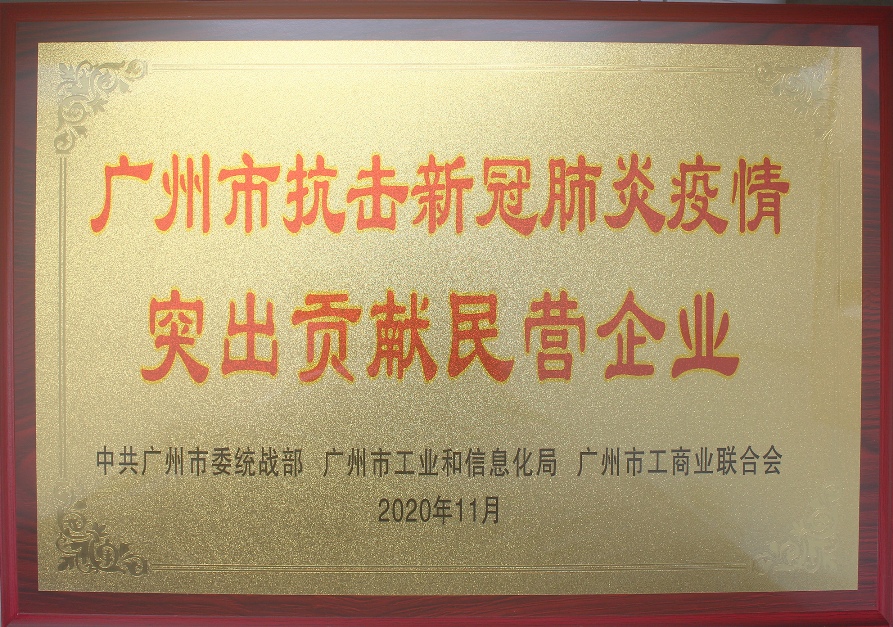 广州市抗击新冠肺炎疫情
突出贡献民营企业
中共广州市委统战部 广州市工业和信息化局 广州市工商业联合会
2020年11月